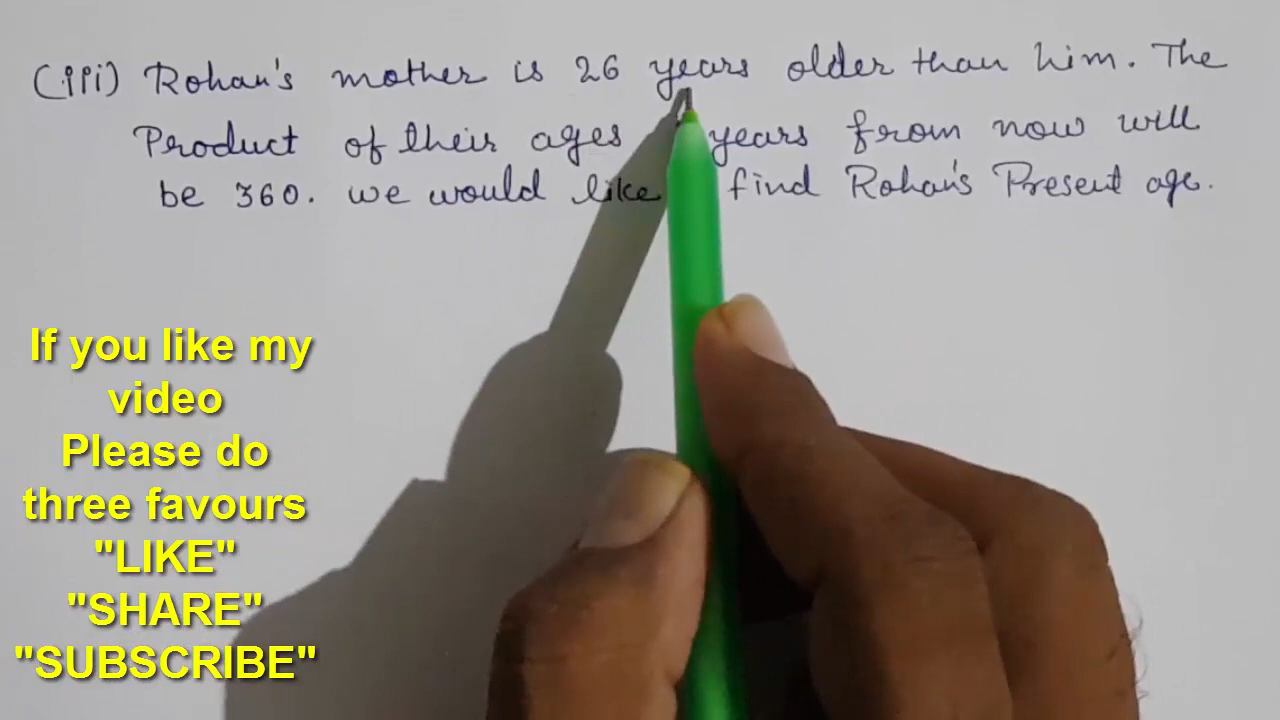 (iii) Rohan's mother is 26 years older than him. The
Product of their ages years from now will
be 360. we would like find Rohan's Present age.
If you like my
video
Please do
three favours
"LIKE"
"SHARE"
"SUBSCRIBE"